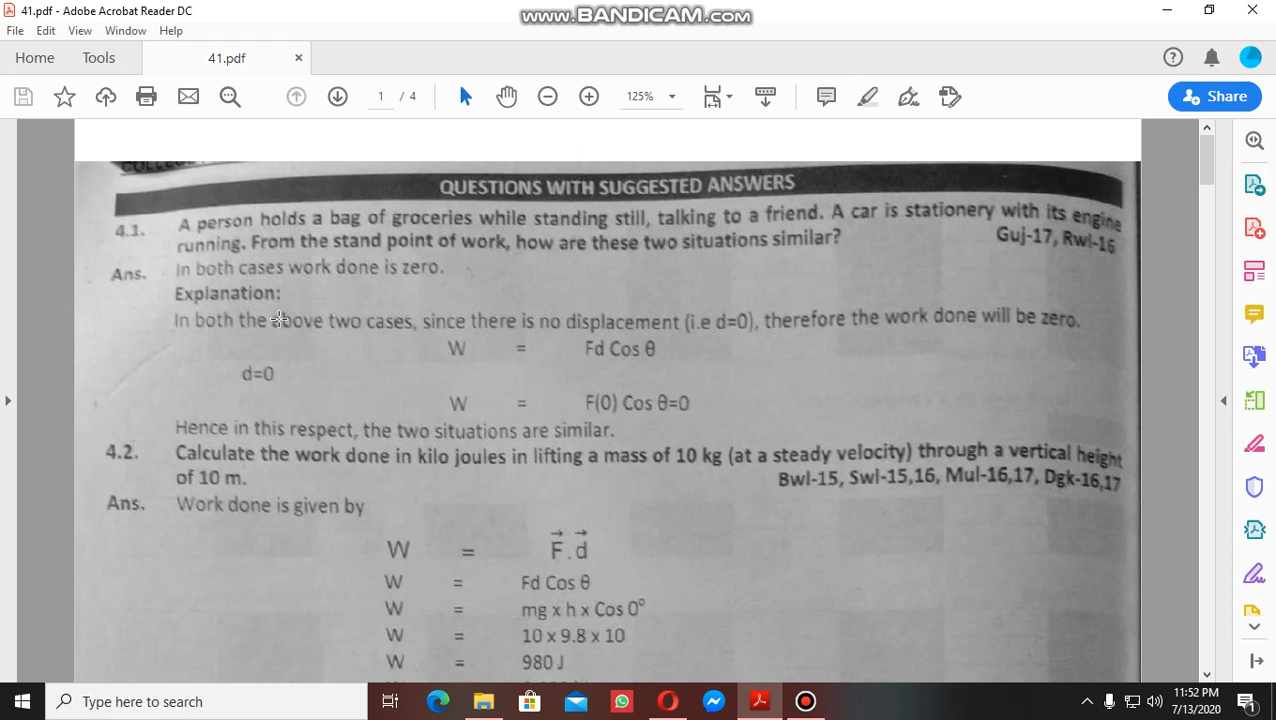 41.pdf - Adobe Acrobat Reader DC
www.BANDICAM.com
File Edit View Window Help
Home Tools 41.pdf
1 / 4 125% Share
QUESTIONS WITH SUGGESTED ANSWERS
4.1. A person holds a bag of groceries while standing still, talking to a friend. A car is stationery with its engine
running. From the stand point of work, how are these two situations similar? Guj-17, Rwl-16
Ans. In both cases work done is zero.
Explanation:
In both the above two cases, since there is no displacement (i.e d=0), therefore the work done will be zero.
W = Fd Cos θ
d=0
W = F(0) Cos θ=0
Hence in this respect, the two situations are similar.
4.2. Calculate the work done in kilo joules in lifting a mass of 10 kg (at a steady velocity) through a vertical height
of 10 m. Bwl-15, Swl-15,16, Mul-16,17, Dgk-16,17
Ans. Work done is given by
W = F⃗ . d⃗
W = Fd Cos θ
W = mg x h x Cos 0⁰
W = 10 x 9.8 x 10
W = 980 J
Type here to search
11:52 PM
7/13/2020
1